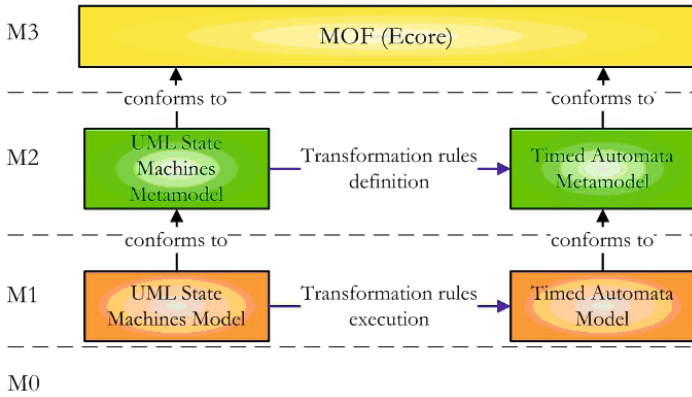 M3
MOF (Ecore)
conforms to
conforms to
M2
UML State
Machines
Metamodel
Transformation rules
definition
Timed Automata
Metamodel
conforms to
conforms to
M1
UML State
Machines Model
Transformation rules
execution
Timed Automata
Model
M0